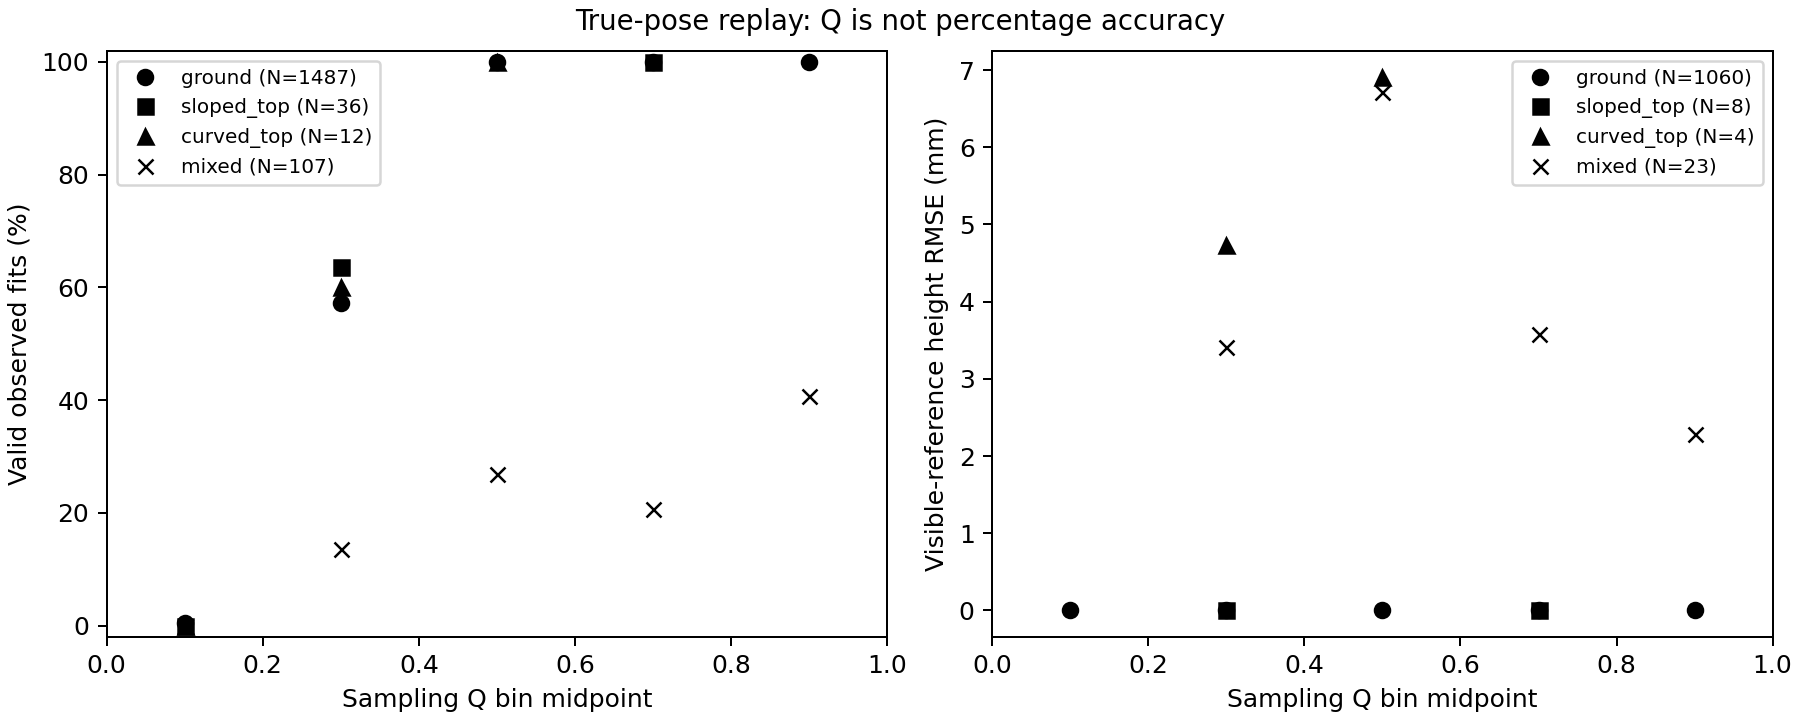 True-pose replay: Q is not percentage accuracy
Valid observed fits (%)
100
80
60
40
20
0
ground (N=1487)
sloped_top (N=36)
curved_top (N=12)
mixed (N=107)
0.0 0.2 0.4 0.6 0.8 1.0
Sampling Q bin midpoint
Visible-reference height RMSE (mm)
7
6
5
4
3
2
1
0
ground (N=1060)
sloped_top (N=8)
curved_top (N=4)
mixed (N=23)
0.0 0.2 0.4 0.6 0.8 1.0
Sampling Q bin midpoint